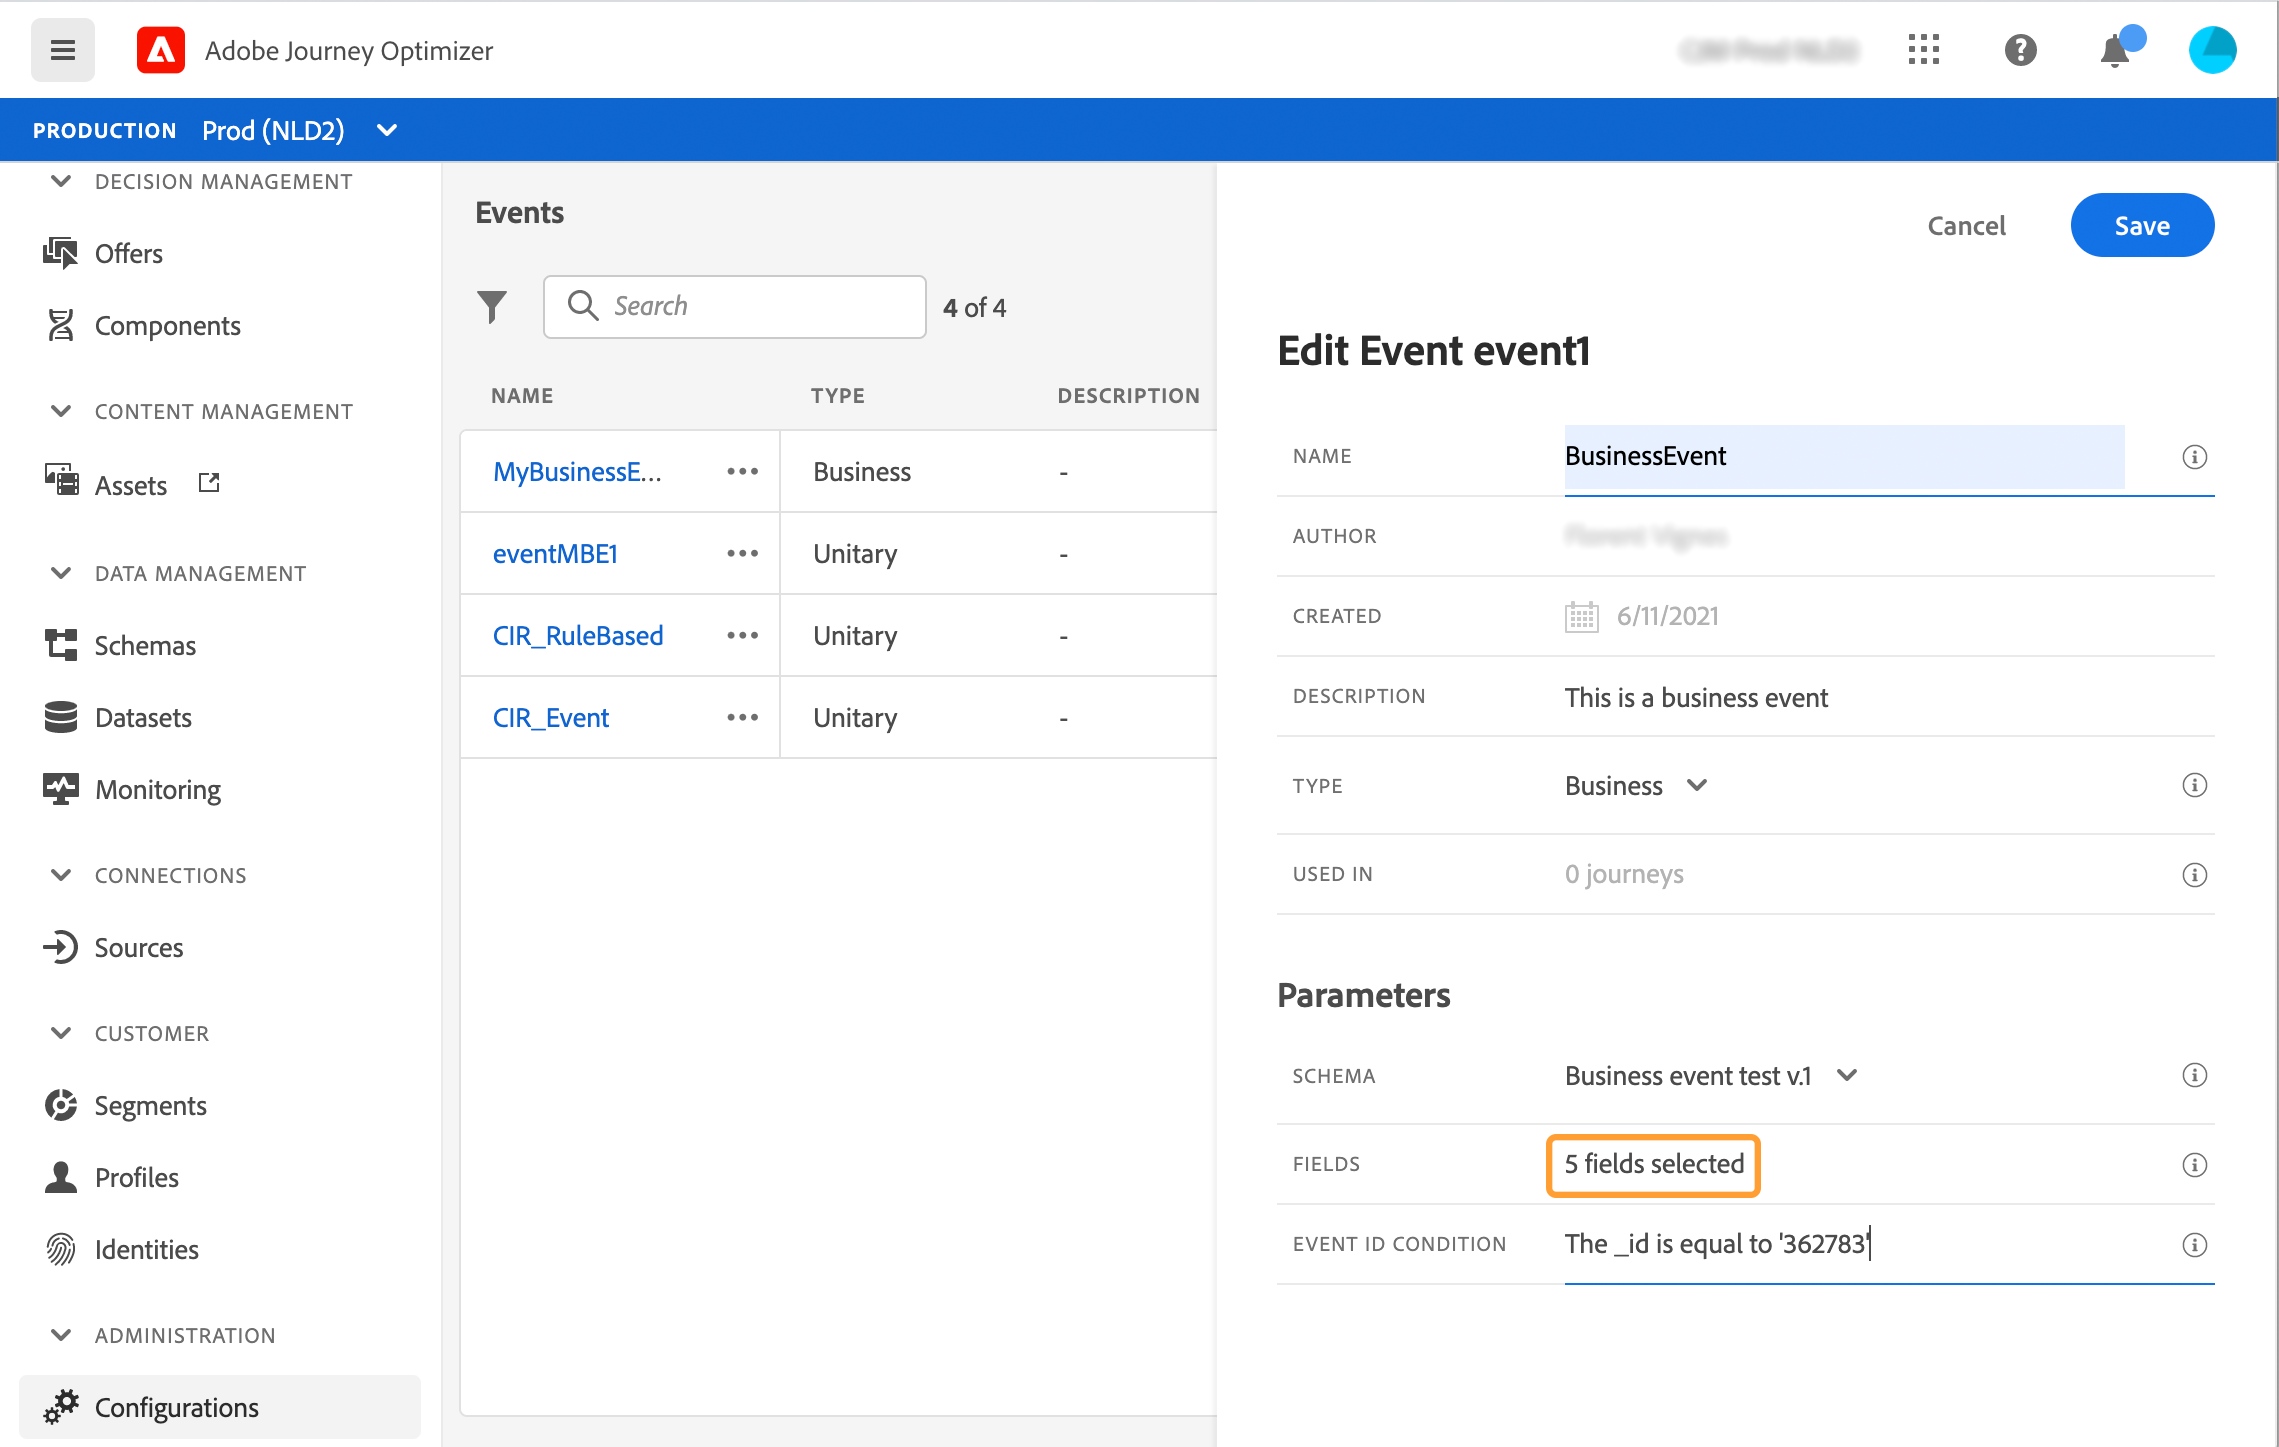 Adobe Journey Optimizer
PRODUCTION Prod (NLD2)
DECISION MANAGEMENT
Offers
Components
CONTENT MANAGEMENT
Assets
DATA MANAGEMENT
Schemas
Datasets
Monitoring
CONNECTIONS
Sources
CUSTOMER
Segments
Profiles
Identities
ADMINISTRATION
Configurations
Events
Search
4 of 4
NAME TYPE DESCRIPTION
MyBusinessE... Business -
eventMBE1 Unitary -
CIR_RuleBased Unitary -
CIR_Event Unitary -
Cancel Save
Edit Event event1
NAME BusinessEvent
AUTHOR
CREATED 6/11/2021
DESCRIPTION This is a business event
TYPE Business
USED IN 0 journeys
Parameters
SCHEMA Business event test v.1
FIELDS 5 fields selected
EVENT ID CONDITION The _id is equal to '362783'